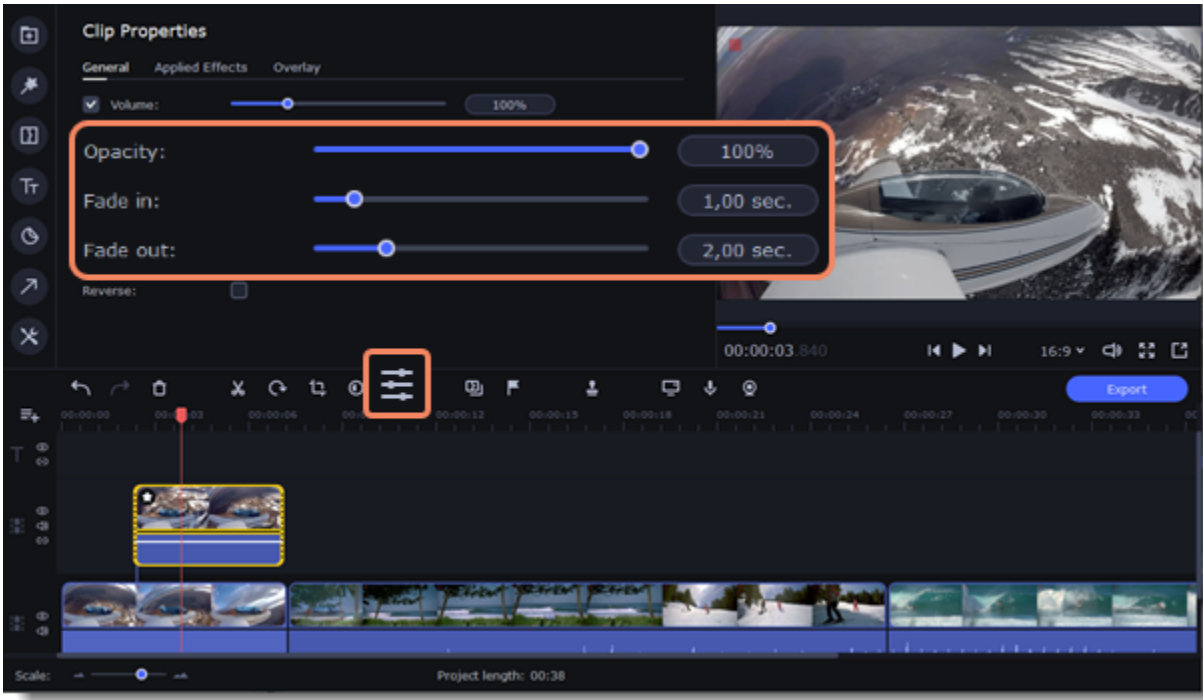 Clip Properties
General Applied Effects Overlay
Volume: 100%
Opacity: 100%
Fade in: 1,00 sec.
Fade out: 2,00 sec.
Reverse:
00:00:03.840 16:9
Export
00:00:00 00:00:03 00:00:06 00:00:12 00:00:15 00:00:18 00:00:21 00:00:24 00:00:27 00:00:30 00:00:33
Scale: Project length: 00:38